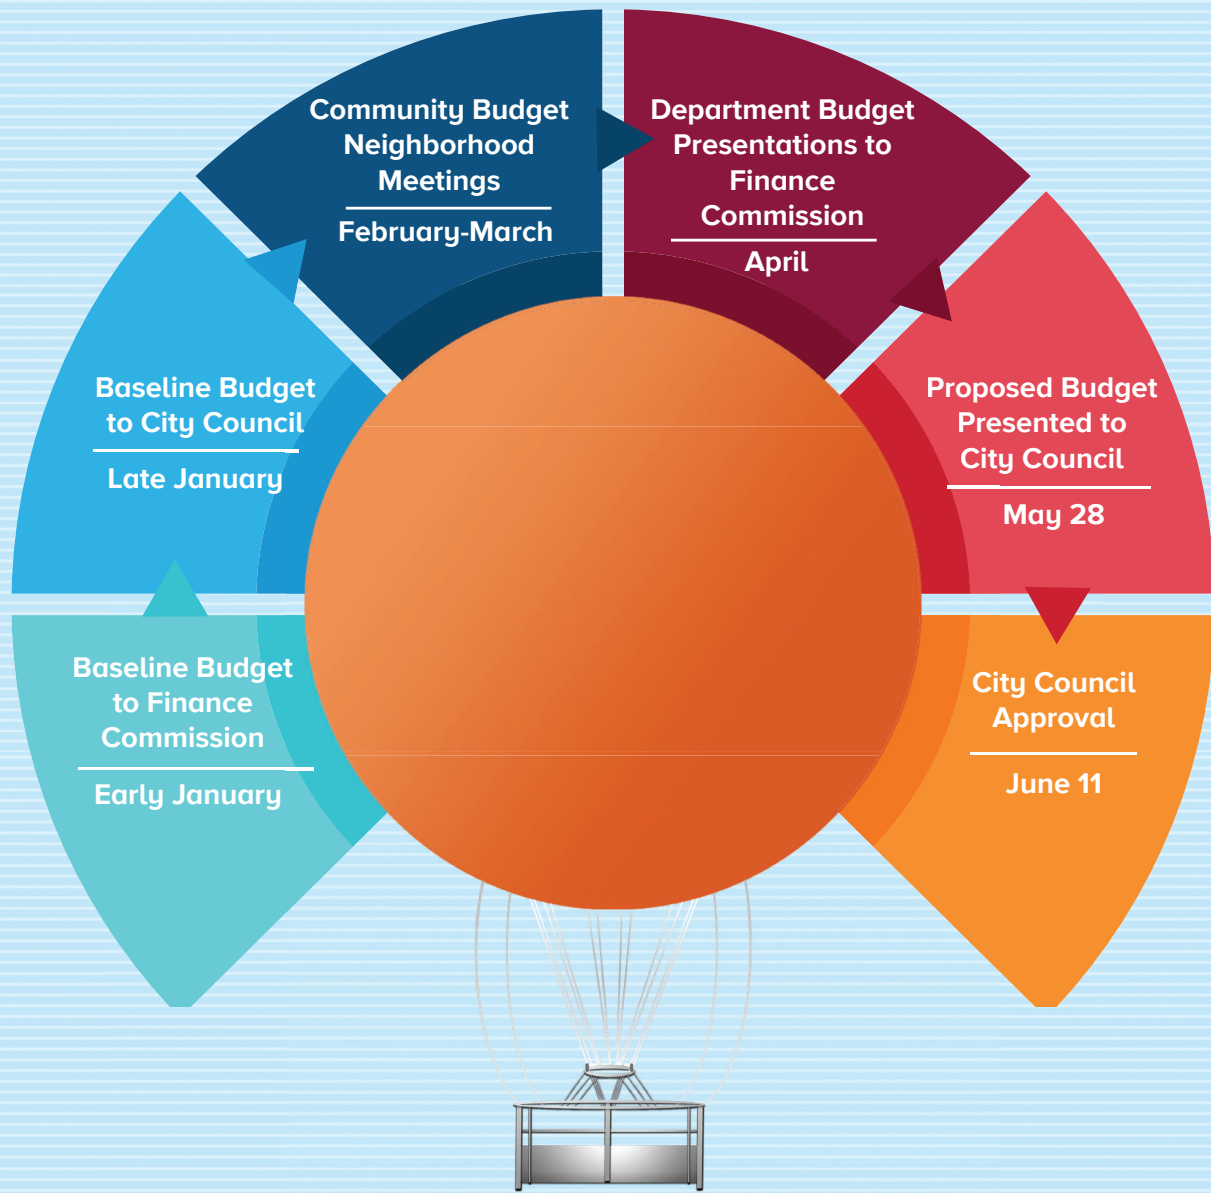 Baseline Budget
to Finance
Commission
Early January
Baseline Budget
to City Council
Late January
Community Budget
Neighborhood
Meetings
February-March
Department Budget
Presentations to
Finance
Commission
April
Proposed Budget
Presented to
City Council
May 28
City Council
Approval
June 11